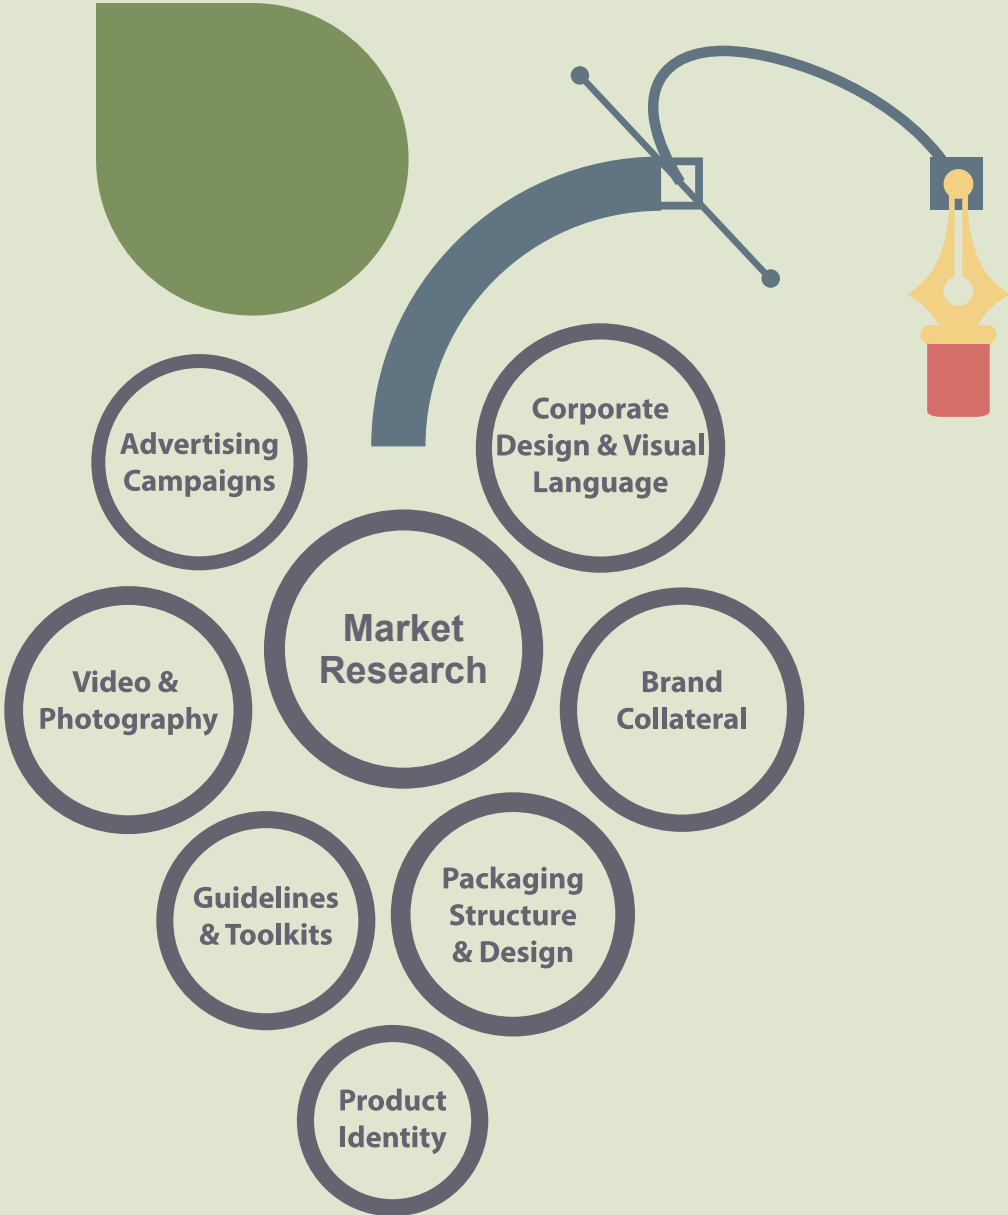 Advertising
Campaigns
Corporate
Design & Visual
Language
Market
Research
Video &
Photography
Brand
Collateral
Guidelines
& Toolkits
Packaging
Structure
& Design
Product
Identity